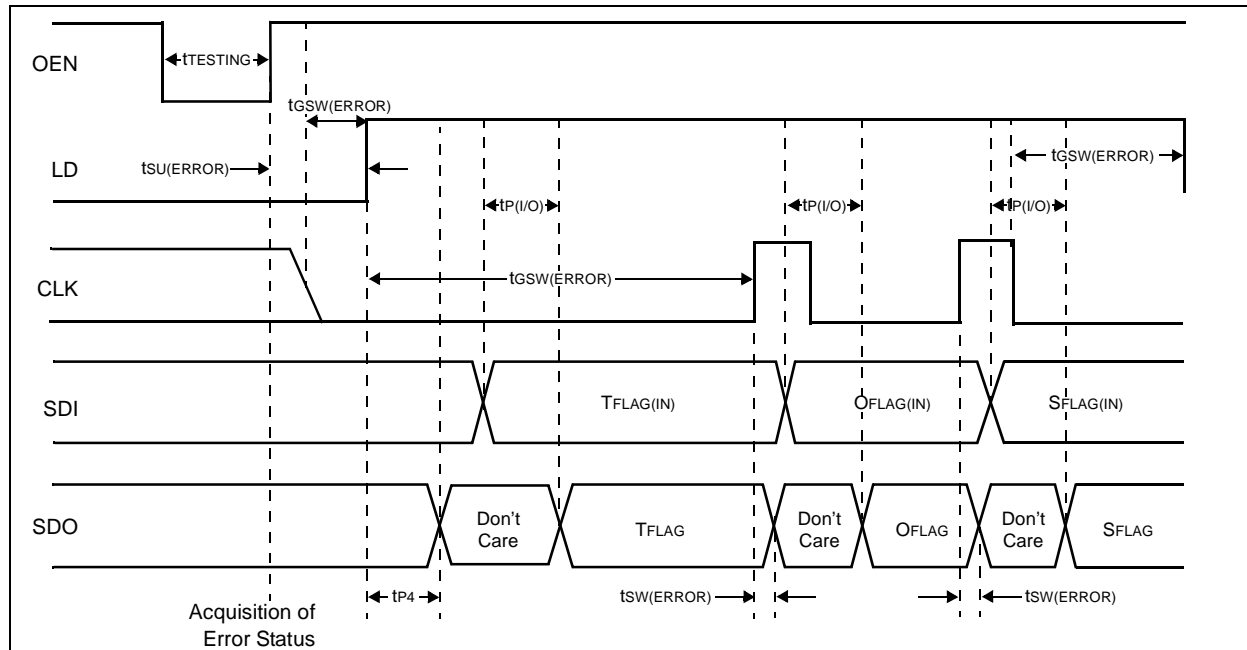 OEN
tTESTING
tGSW(ERROR)
LD
tSU(ERROR)
tGSW(ERROR)
tP(I/O)
tP(I/O)
tP(I/O)
CLK
tGSW(ERROR)
SDI
TFLAG(IN)
OFLAG(IN)
SFLAG(IN)
SDO
Don't
Care
TFLAG
Don't
Care
OFLAG
Don't
Care
SFLAG
tP4
tSW(ERROR)
tSW(ERROR)
Acquisition of
Error Status